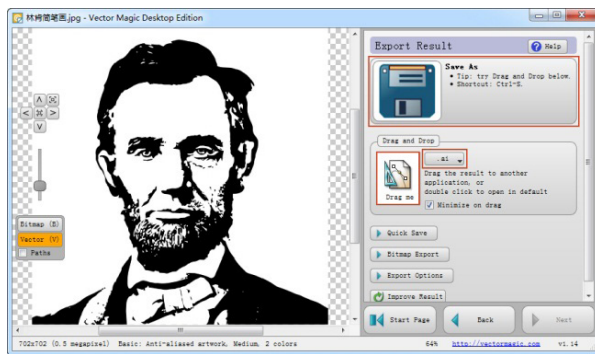 林肯简笔画.jpg - Vector Magic Desktop Edition
Export Result
Help
Save As
• Tip: try Drag and Drop below.
• Shortcut: Ctrl-S.
Drag and Drop
.ai
Drag me
Drag the result to another
application, or
double click to open in default
Minimize on drag
Bitmap (B)
Vector (V)
Paths
Quick Save
Bitmap Export
Export Options
Improve Result
Start Page
Back
Next
702x702 (0.5 megapixel) Basic: Anti-aliased artwork, Medium, 2 colors
64%
http://vectormagic.com
v1.14